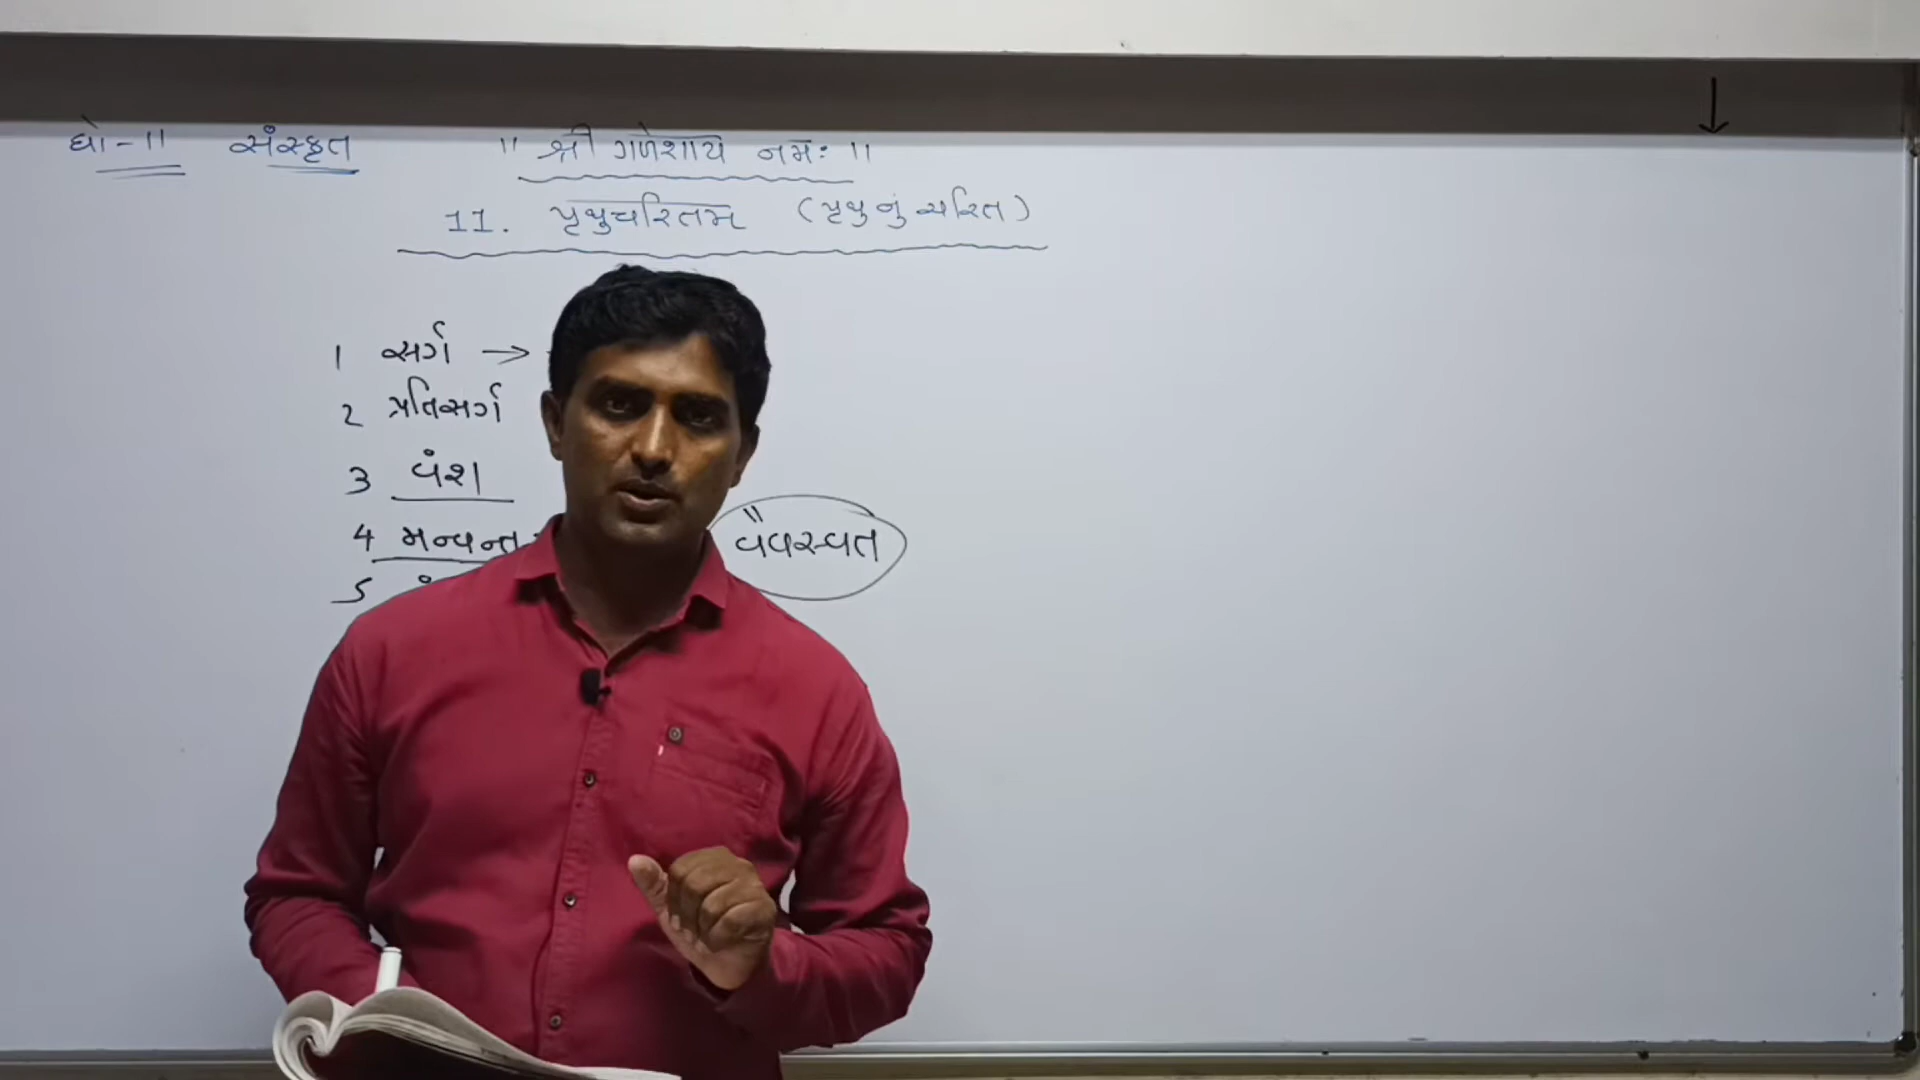 ધો-11 સંસ્કૃત
" શ્રી ગણેશાય નમઃ "
11. પૃથુચરિતમ્ (પૃથુનું ચરિત)
1 સર્ગ →
2 પ્રતિસર્ગ
3 વંશ
4 મન્વન્ત
" વૈવસ્વત
5